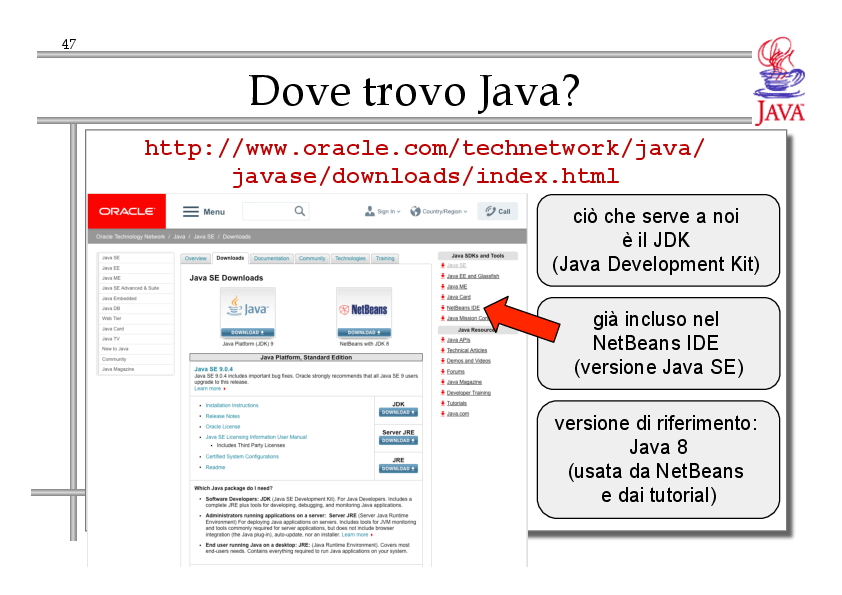 47
Dove trovo Java?
JAVA
http://www.oracle.com/technetwork/java/
javase/downloads/index.html
ORACLE
Menu
Sign In
Country/Region
Call
Oracle Technology Network / Java / Java SE / Downloads
Java SE
Java EE
Java ME
Java SE Advanced & Suite
Java Embedded
Java DB
Web Tier
Java Card
Java TV
New to Java
Community
Java Magazine
Overview
Downloads
Documentation
Community
Technologies
Training
Java SE Downloads
Java
DOWNLOAD
Java Platform (JDK) 9
NetBeans
DOWNLOAD
NetBeans with JDK 8
Java Platform, Standard Edition
Java SE 9.0.4
Java SE 9.0.4 includes important bug fixes. Oracle strongly recommends that all Java SE 9 users
upgrade to this release.
Learn more
• Installation Instructions
• Release Notes
• Oracle License
• Java SE Licensing Information User Manual
• Includes Third Party Licenses
• Certified System Configurations
• Readme
JDK
DOWNLOAD
Server JRE
DOWNLOAD
JRE
DOWNLOAD
Which Java package do I need?
• Software Developers: JDK (Java SE Development Kit). For Java Developers. Includes a
complete JRE plus tools for developing, debugging, and monitoring Java applications.
• Administrators running applications on a server: Server JRE (Server Java Runtime
Environment) For deploying Java applications on servers. Includes tools for JVM monitoring
and tools commonly required for server applications, but does not include browser
integration (the Java plug-in), auto-update, nor an installer. Learn more
• End user running Java on a desktop: JRE: (Java Runtime Environment). Covers most
end-users needs. Contains everything required to run Java applications on your system.
Java SDKs and Tools
Java SE
Java EE and Glassfish
Java ME
Java Card
NetBeans IDE
Java Mission Con
Java Resourc
Java APIs
Technical Articles
Demos and Videos
Forums
Java Magazine
Developer Training
Tutorials
Java.com
ciò che serve a noi
è il JDK
(Java Development Kit)
già incluso nel
NetBeans IDE
(versione Java SE)
versione di riferimento:
Java 8
(usata da NetBeans
e dai tutorial)